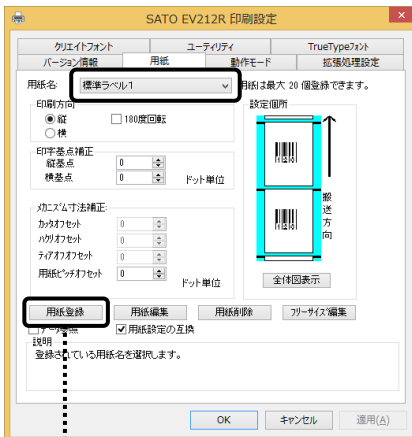 SATO EV212R 印刷設定
クリエイトフォント ユーティリティ TrueTypeフォント
バージョン情報 用紙 動作モード 拡張処理設定
用紙名: 標準ラベル1 用紙は最大 20 個登録できます。
印刷方向
縦 180度回転
横
設定個所
印字基点補正
縦基点 0
横基点 0 ドット単位
搬送方向
メカニズム寸法補正:
カッタオフセット 0
ハクリオフセット 0
ティアオフオフセット 0
用紙ピッチオフセット 0 ドット単位
全体図表示
用紙登録 用紙編集 用紙削除 フリーサイズ編集
データ参照 用紙設定の互換
説明
登録されている用紙名を選択します。
OK キャンセル 適用(A)